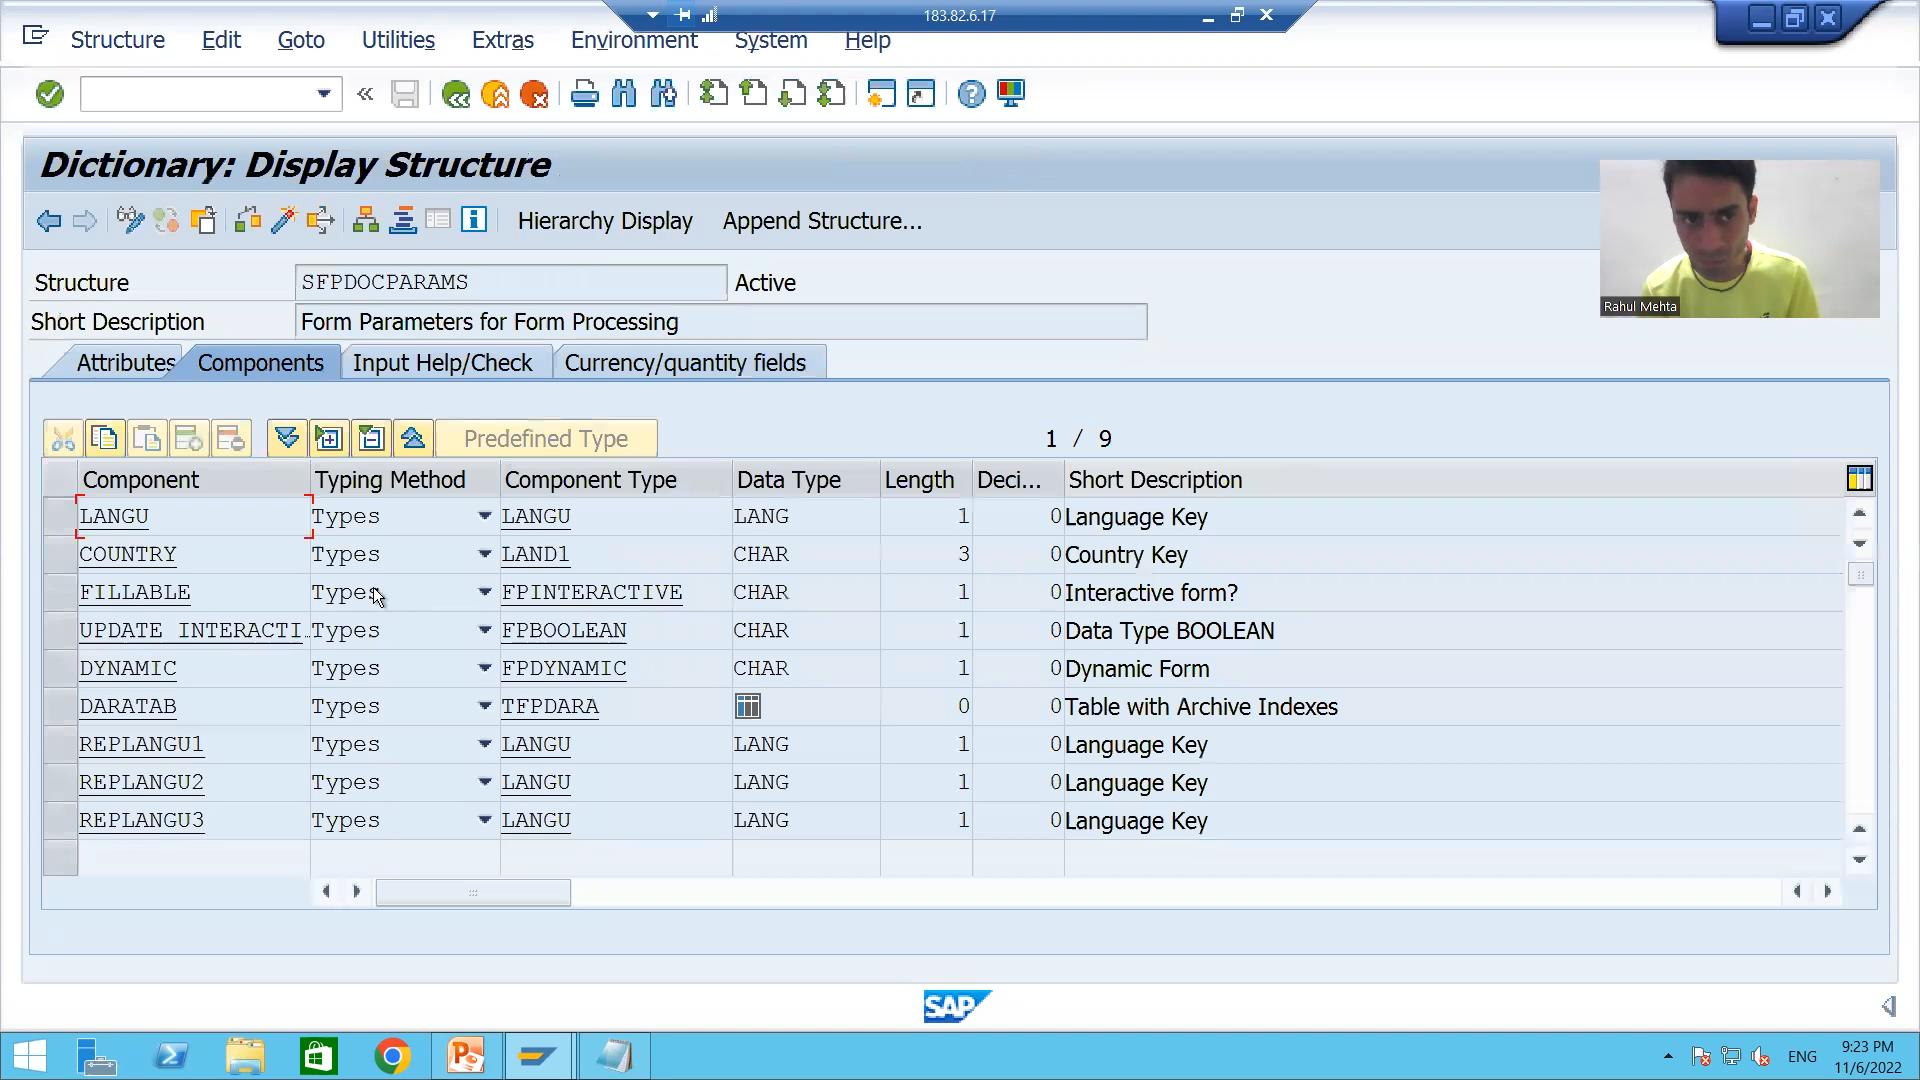 183.82.6.17
Structure Edit Goto Utilities Extras Environment System Help
Dictionary: Display Structure
Hierarchy Display Append Structure...
Structure SFPDOCPARAMS Active
Short Description Form Parameters for Form Processing
Rahul Mehta
Attributes Components Input Help/Check Currency/quantity fields
Predefined Type 1 / 9
Component Typing Method Component Type Data Type Length Deci... Short Description
LANGU Types LANGU LANG 1 0 Language Key
COUNTRY Types LAND1 CHAR 3 0 Country Key
FILLABLE Types FPINTERACTIVE CHAR 1 0 Interactive form?
UPDATE INTERACTI... Types FPBOOLEAN CHAR 1 0 Data Type BOOLEAN
DYNAMIC Types FPDYNAMIC CHAR 1 0 Dynamic Form
DARATAB Types TFPDARA 0 0 Table with Archive Indexes
REPLANGU1 Types LANGU LANG 1 0 Language Key
REPLANGU2 Types LANGU LANG 1 0 Language Key
REPLANGU3 Types LANGU LANG 1 0 Language Key
SAP
ENG 9:23 PM
11/6/2022